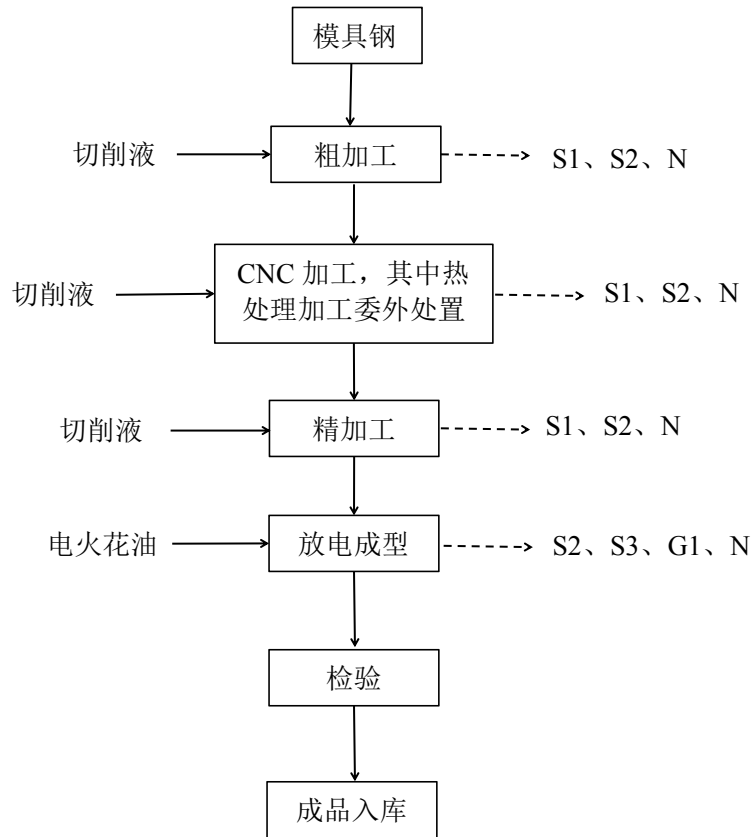 模具钢
切削液
粗加工
S1、S2、N
切削液
CNC 加工，其中热
处理加工委外处置
S1、S2、N
切削液
精加工
S1、S2、N
电火花油
放电成型
S2、S3、G1、N
检验
成品入库